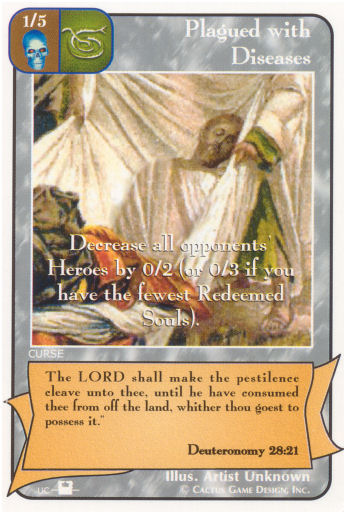 1/5
Plagued with
Diseases
Decrease all opponents'
Heroes by 0/2 (or 0/3 if you
have the fewest Redeemed
Souls).
CURSE
The LORD shall make the pestilence
cleave unto thee, until he have consumed
thee from off the land, whither thou goest to
possess it."
Deuteronomy 28:21
Illus. Artist Unknown
UC
© CACTUS GAME DESIGN, INC.